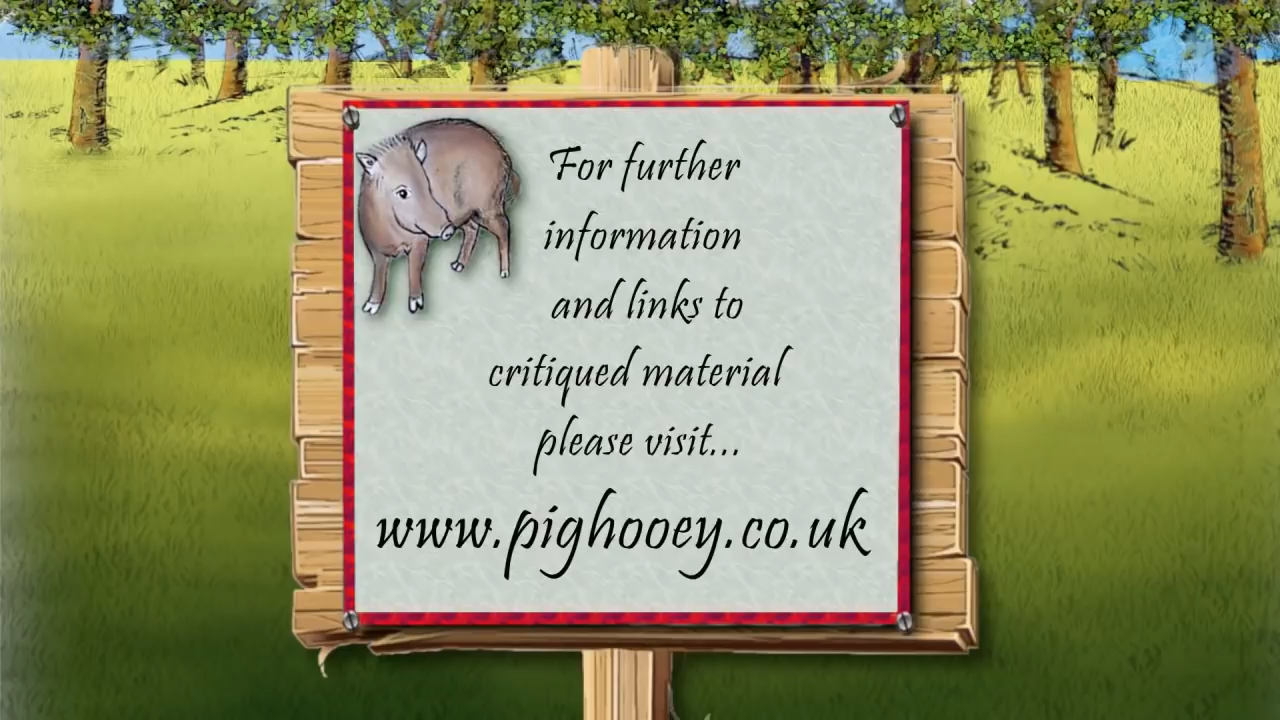 For further
information
and links to
critiqued material
please visit...
www.pighooey.co.uk